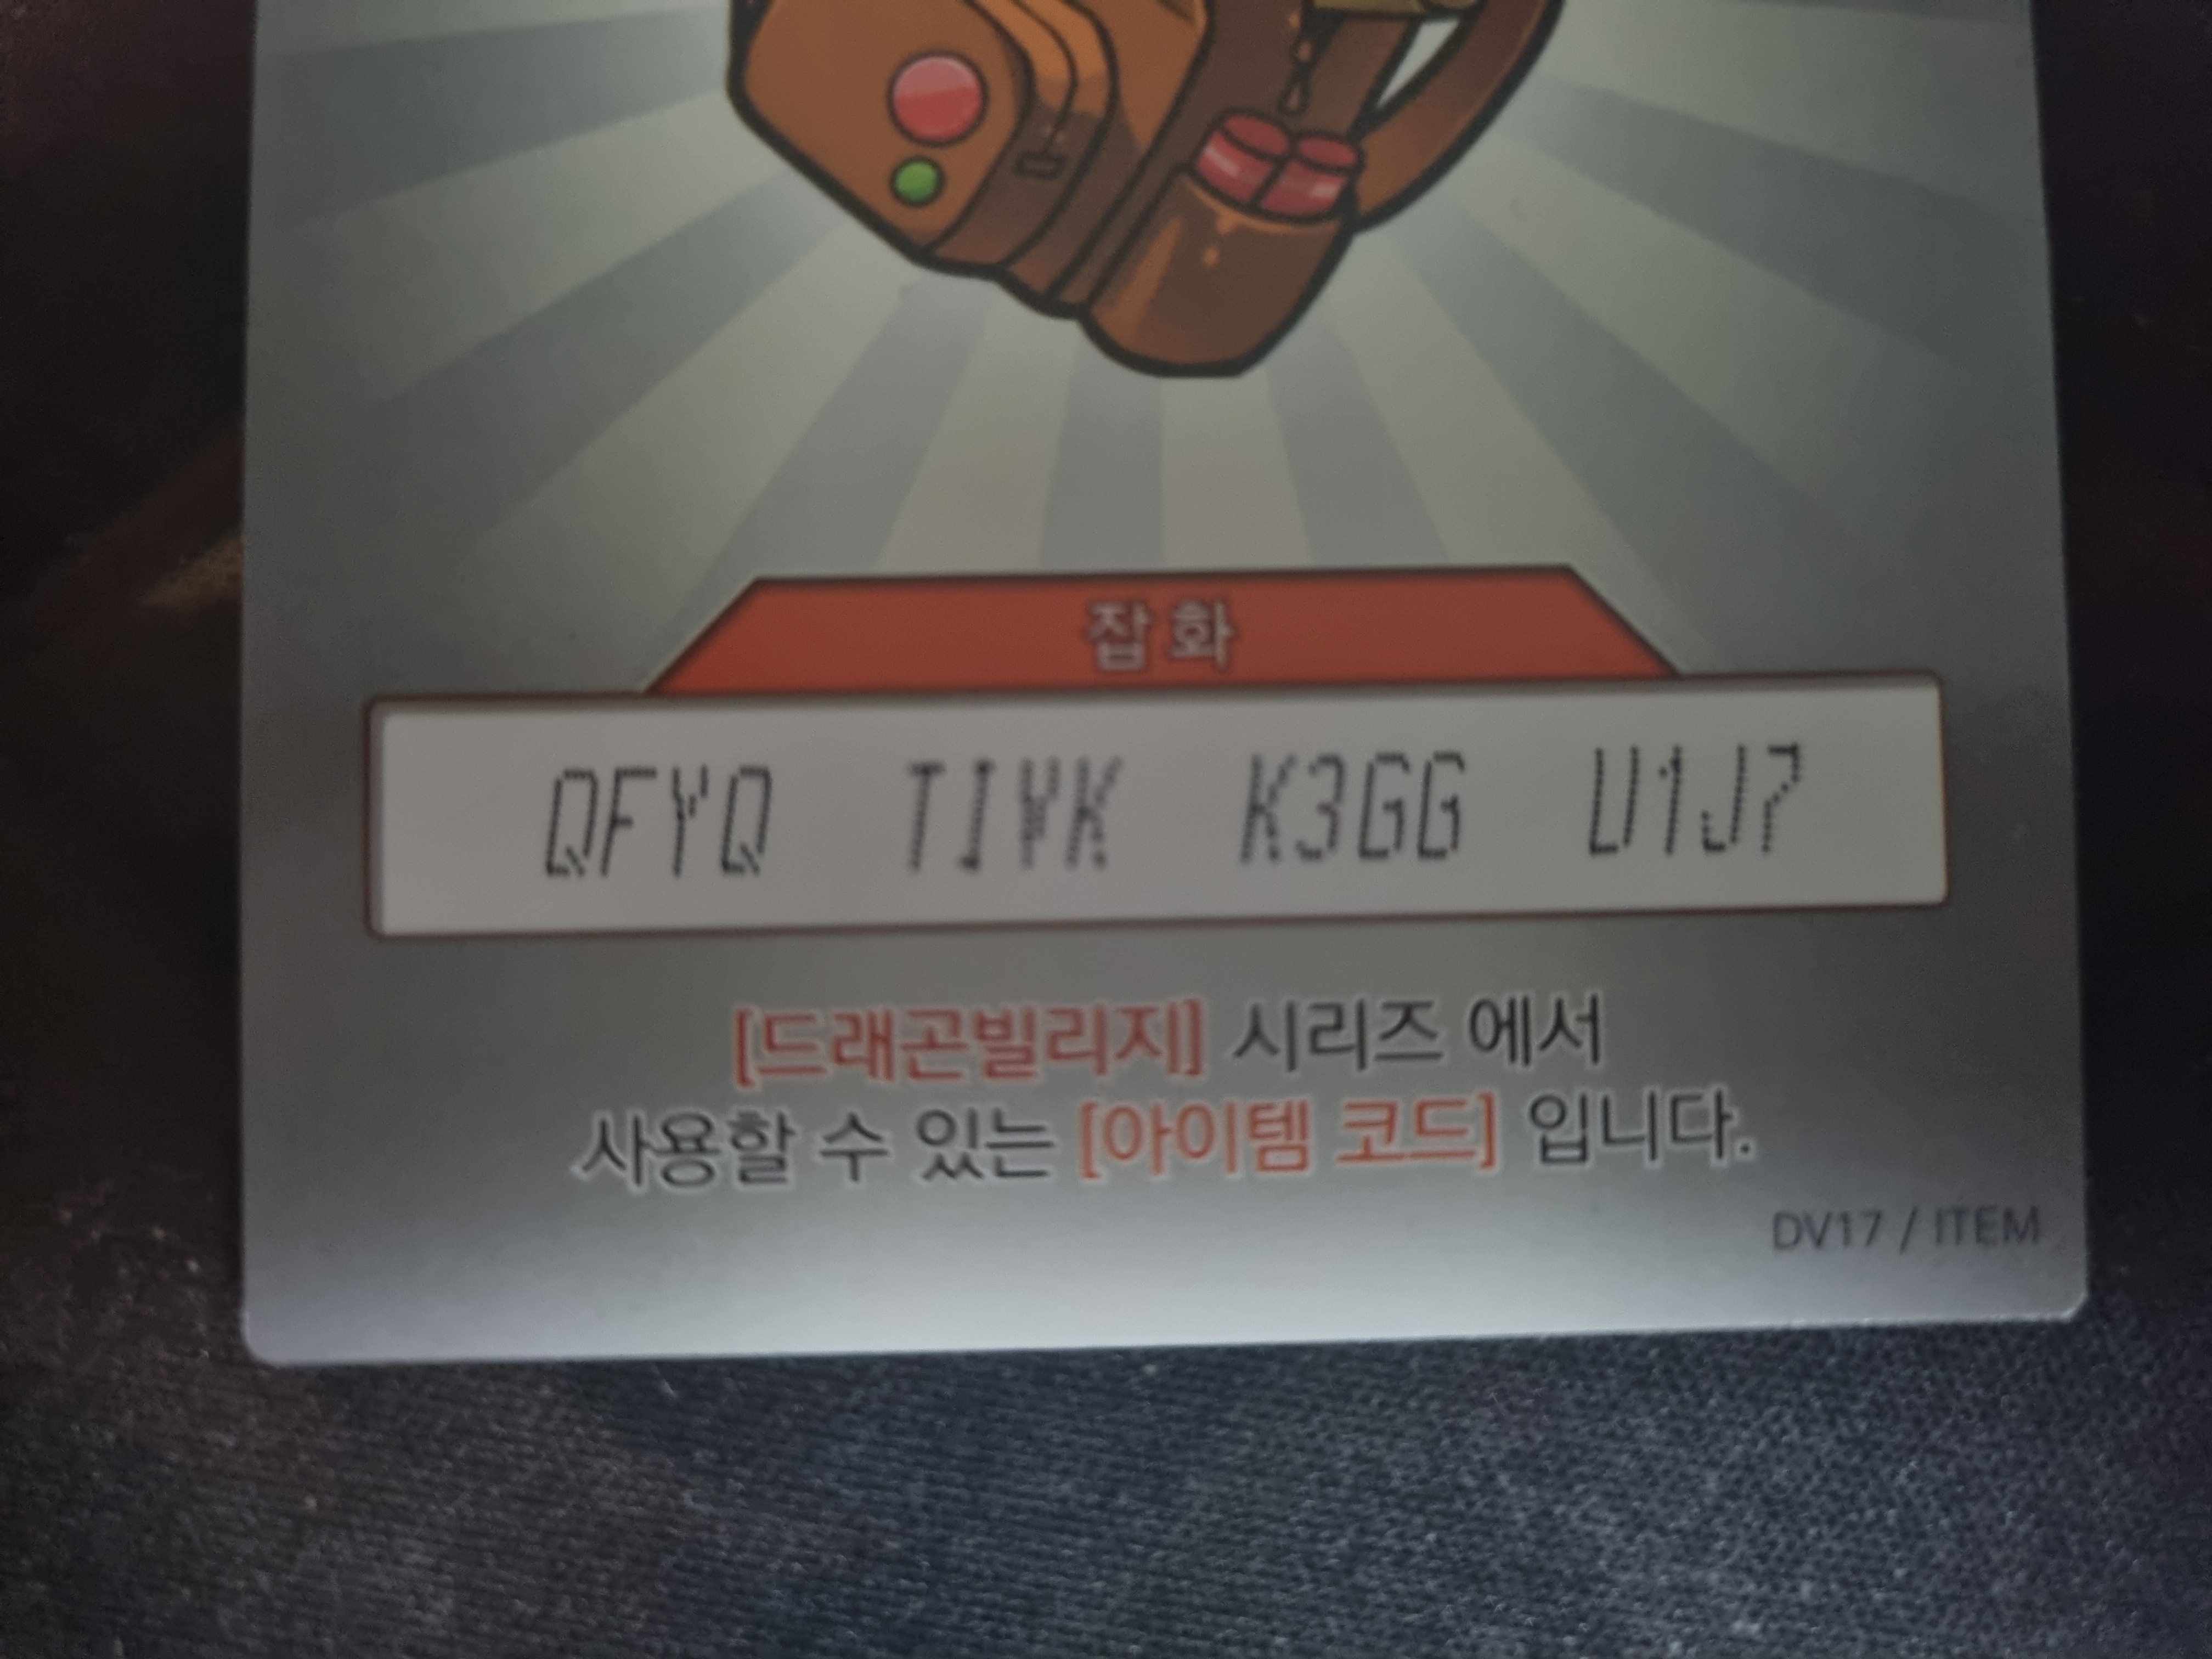 잡화
QFYQ TIYK K3GG U1J7
[드래곤빌리지] 시리즈 에서
사용할 수 있는 [아이템 코드] 입니다.
DV17 / ITEM